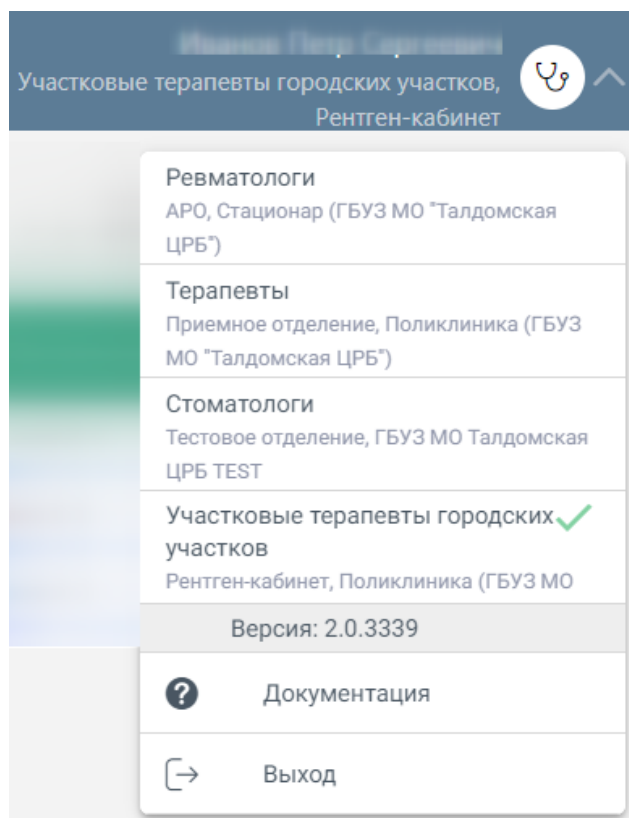 Участковые терапевты городских участков,
Рентген-кабинет
Ревматологи
АРО, Стационар (ГБУЗ МО "Талдомская
ЦРБ")
Терапевты
Приемное отделение, Поликлиника (ГБУЗ
МО "Талдомская ЦРБ")
Стоматологи
Тестовое отделение, ГБУЗ МО Талдомская
ЦРБ TEST
Участковые терапевты городских
участков
Рентген-кабинет, Поликлиника (ГБУЗ МО
Версия: 2.0.3339
Документация
Выход